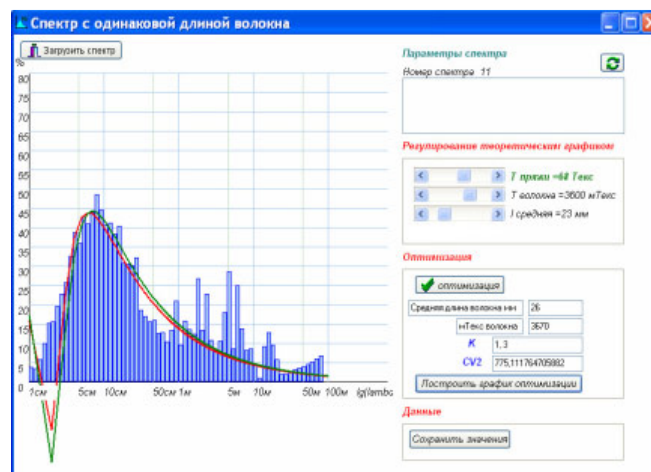 Спектр с одинаковой длиной волокна
Загрузить спектр
%
80
75
70
65
60
55
50
45
40
35
30
25
20
15
10
5
0
1см 5см 10см 50см 1м 5м 10м 50м 100м lg(lambda
Параметры спектра
Номер спектра 11
Регулирование теоретическим графиком
T пряжи =68 Текс
T волокна =3600 мТекс
l средняя =23 мм
Оптимизация
оптимизация
Средняя длина волокна мм 26
мТекс волокна 3670
K 1,3
CV2 775,111764705882
Построить график оптимизации
Данные
Сохранить значения